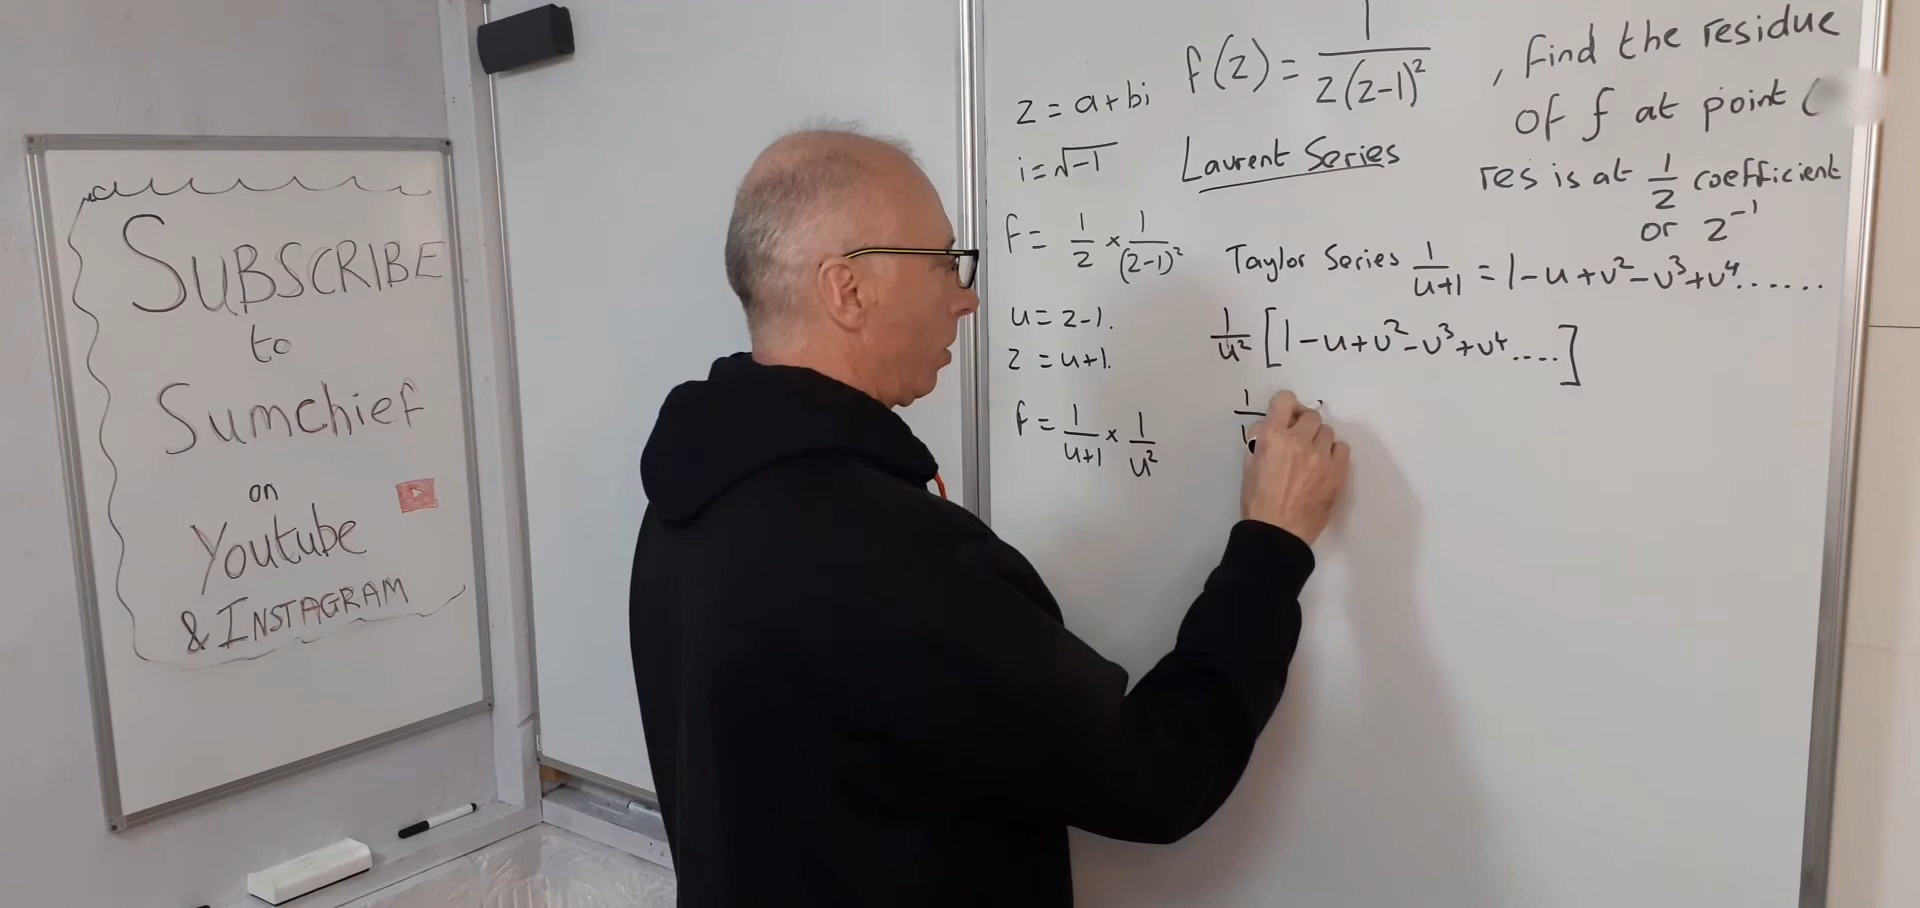 SUBSCRIBE
to
Sumchief
on
Youtube
& INSTAGRAM
z = a+bi
i = √-1
f(z) = 1/z(z-1)²
, find the residue
of f at point (
Laurent Series
res is at 1/z coefficient
or z⁻¹
f = 1/z × 1/(z-1)²
u = z-1.
z = u+1.
f = 1/u+1 × 1/u²
Taylor Series 1/u+1 = 1-u+u²-u³+u⁴......
1/u² [1-u+u²-u³+u⁴....]